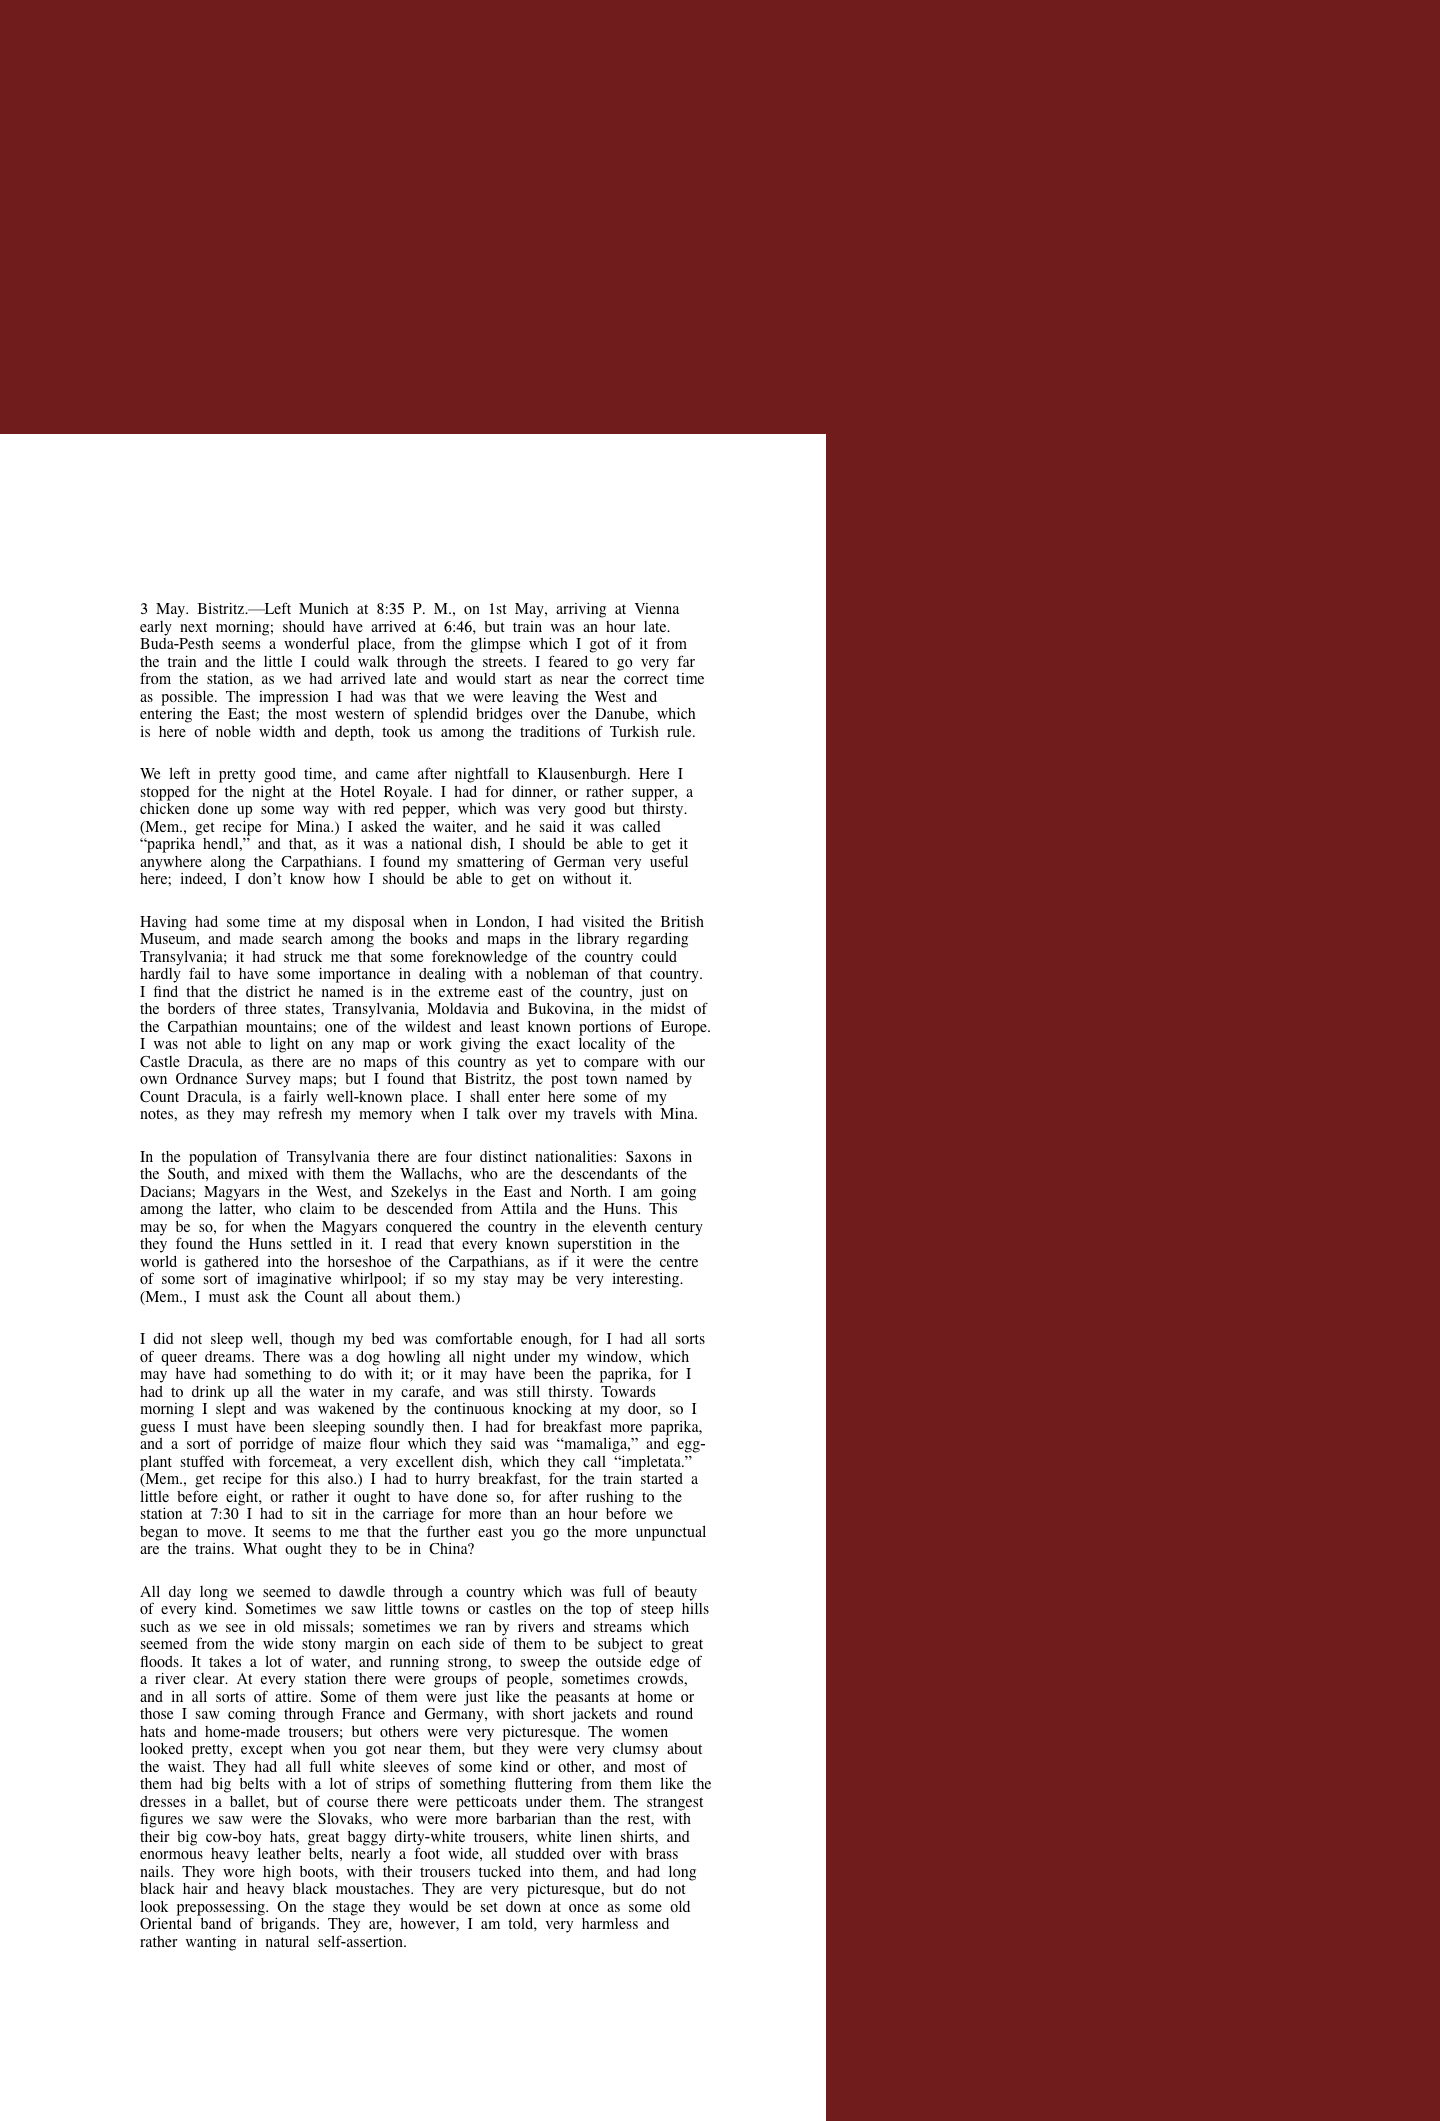 3 May. Bistritz.—Left Munich at 8:35 P. M., on 1st May, arriving at Vienna
early next morning; should have arrived at 6:46, but train was an hour late.
Buda-Pesth seems a wonderful place, from the glimpse which I got of it from
the train and the little I could walk through the streets. I feared to go very far
from the station, as we had arrived late and would start as near the correct time
as possible. The impression I had was that we were leaving the West and
entering the East; the most western of splendid bridges over the Danube, which
is here of noble width and depth, took us among the traditions of Turkish rule.

We left in pretty good time, and came after nightfall to Klausenburgh. Here I
stopped for the night at the Hotel Royale. I had for dinner, or rather supper, a
chicken done up some way with red pepper, which was very good but thirsty.
(Mem., get recipe for Mina.) I asked the waiter, and he said it was called
“paprika hendl,” and that, as it was a national dish, I should be able to get it
anywhere along the Carpathians. I found my smattering of German very useful
here; indeed, I don’t know how I should be able to get on without it.

Having had some time at my disposal when in London, I had visited the British
Museum, and made search among the books and maps in the library regarding
Transylvania; it had struck me that some foreknowledge of the country could
hardly fail to have some importance in dealing with a nobleman of that country.
I find that the district he named is in the extreme east of the country, just on
the borders of three states, Transylvania, Moldavia and Bukovina, in the midst of
the Carpathian mountains; one of the wildest and least known portions of Europe.
I was not able to light on any map or work giving the exact locality of the
Castle Dracula, as there are no maps of this country as yet to compare with our
own Ordnance Survey maps; but I found that Bistritz, the post town named by
Count Dracula, is a fairly well-known place. I shall enter here some of my
notes, as they may refresh my memory when I talk over my travels with Mina.

In the population of Transylvania there are four distinct nationalities: Saxons in
the South, and mixed with them the Wallachs, who are the descendants of the
Dacians; Magyars in the West, and Szekelys in the East and North. I am going
among the latter, who claim to be descended from Attila and the Huns. This
may be so, for when the Magyars conquered the country in the eleventh century
they found the Huns settled in it. I read that every known superstition in the
world is gathered into the horseshoe of the Carpathians, as if it were the centre
of some sort of imaginative whirlpool; if so my stay may be very interesting.
(Mem., I must ask the Count all about them.)

I did not sleep well, though my bed was comfortable enough, for I had all sorts
of queer dreams. There was a dog howling all night under my window, which
may have had something to do with it; or it may have been the paprika, for I
had to drink up all the water in my carafe, and was still thirsty. Towards
morning I slept and was wakened by the continuous knocking at my door, so I
guess I must have been sleeping soundly then. I had for breakfast more paprika,
and a sort of porridge of maize flour which they said was “mamaliga,” and egg-
plant stuffed with forcemeat, a very excellent dish, which they call “impletata.”
(Mem., get recipe for this also.) I had to hurry breakfast, for the train started a
little before eight, or rather it ought to have done so, for after rushing to the
station at 7:30 I had to sit in the carriage for more than an hour before we
began to move. It seems to me that the further east you go the more unpunctual
are the trains. What ought they to be in China?

All day long we seemed to dawdle through a country which was full of beauty
of every kind. Sometimes we saw little towns or castles on the top of steep hills
such as we see in old missals; sometimes we ran by rivers and streams which
seemed from the wide stony margin on each side of them to be subject to great
floods. It takes a lot of water, and running strong, to sweep the outside edge of
a river clear. At every station there were groups of people, sometimes crowds,
and in all sorts of attire. Some of them were just like the peasants at home or
those I saw coming through France and Germany, with short jackets and round
hats and home-made trousers; but others were very picturesque. The women
looked pretty, except when you got near them, but they were very clumsy about
the waist. They had all full white sleeves of some kind or other, and most of
them had big belts with a lot of strips of something fluttering from them like the
dresses in a ballet, but of course there were petticoats under them. The strangest
figures we saw were the Slovaks, who were more barbarian than the rest, with
their big cow-boy hats, great baggy dirty-white trousers, white linen shirts, and
enormous heavy leather belts, nearly a foot wide, all studded over with brass
nails. They wore high boots, with their trousers tucked into them, and had long
black hair and heavy black moustaches. They are very picturesque, but do not
look prepossessing. On the stage they would be set down at once as some old
Oriental band of brigands. They are, however, I am told, very harmless and
rather wanting in natural self-assertion.